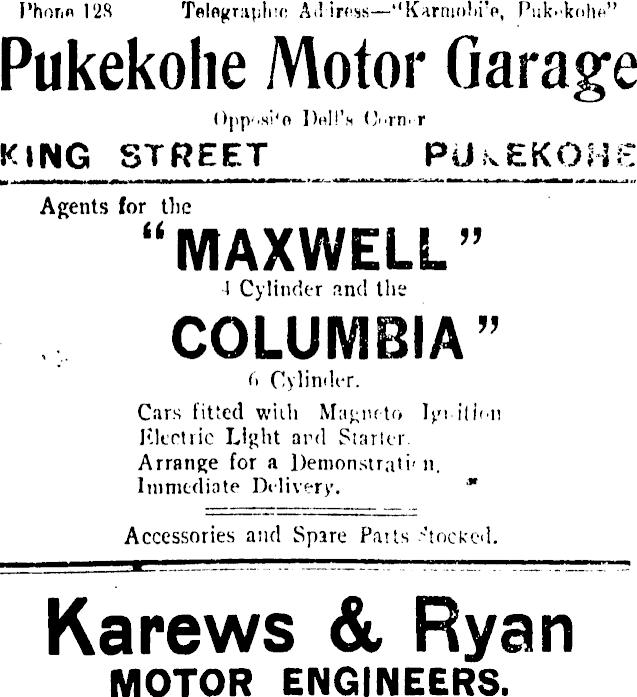 Phone 128 Telegraphic Address—"Karmobile, Pukekohe"
Pukekohe Motor Garage
Opposite Dell's Corner
KING STREET PUKEKOHE
Agents for the
"MAXWELL"
4 Cylinder and the
COLUMBIA"
6 Cylinder.
Cars fitted with Magneto Ignition
Electric Light and Starter.
Arrange for a Demonstration.
Immediate Delivery.
Accessories and Spare Parts Stocked.
Karews & Ryan
MOTOR ENGINEERS.